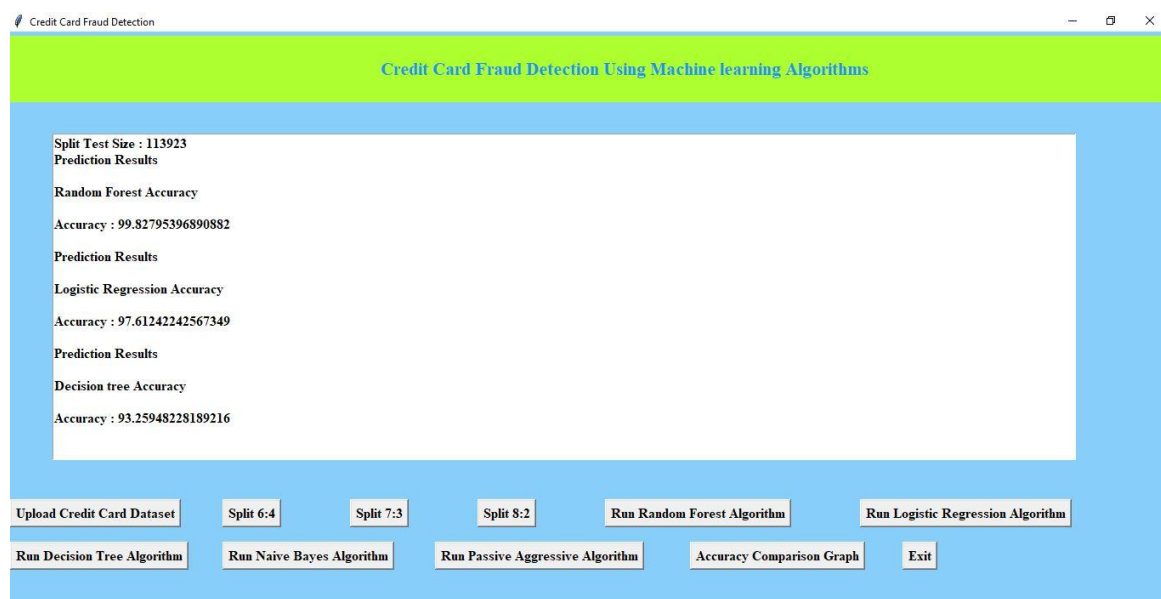 Credit Card Fraud Detection
Credit Card Fraud Detection Using Machine learning Algorithms
Split Test Size : 113923
Prediction Results
Random Forest Accuracy
Accuracy : 99.82795396890882
Prediction Results
Logistic Regression Accuracy
Accuracy : 97.61242242567349
Prediction Results
Decision tree Accuracy
Accuracy : 93.25948228189216
Upload Credit Card Dataset Split 6:4 Split 7:3 Split 8:2 Run Random Forest Algorithm Run Logistic Regression Algorithm
Run Decision Tree Algorithm Run Naive Bayes Algorithm Run Passive Aggressive Algorithm Accuracy Comparison Graph Exit